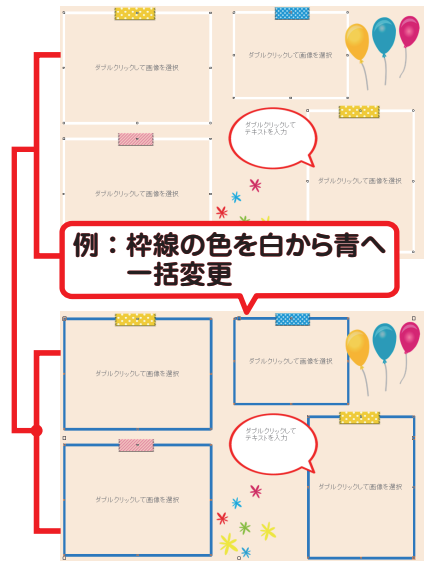 ダブルクリックして画像を選択
ダブルクリックして画像を選択
ダブルクリックして
テキストを入力
ダブルクリックして画像を選択
ダブルクリックして画像を選択
例：枠線の色を白から青へ
一括変更
ダブルクリックして画像を選択
ダブルクリックして画像を選択
ダブルクリックして
テキストを入力
ダブルクリックして画像を選択
ダブルクリックして画像を選択